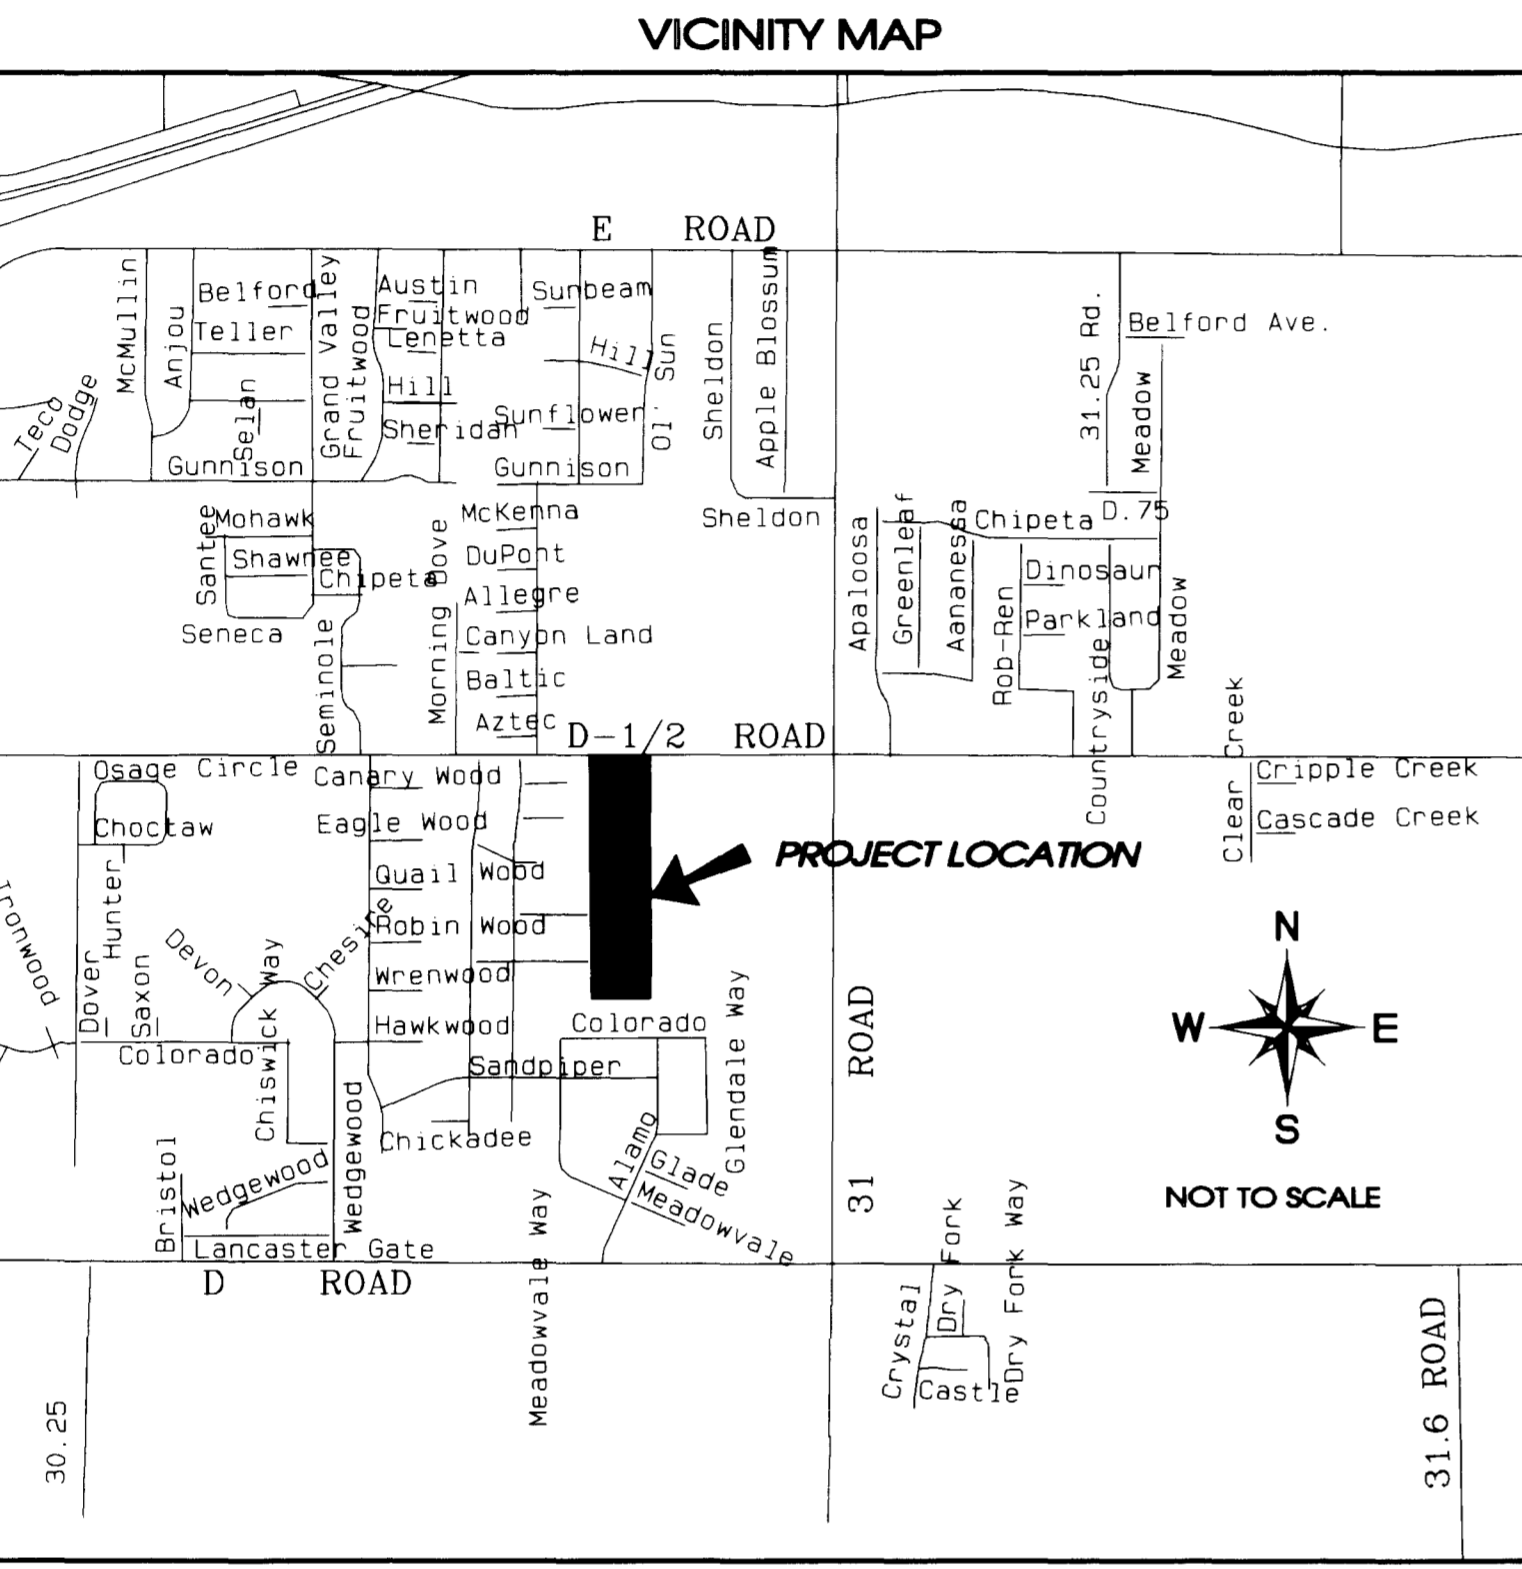 VICINITY MAP
E ROAD
McMullin
Anjou
Belford
Teller
Selan
Grand Valley
Fruitwood
Austin
Fruitwood
Lenetta
Hill
Sheridan
Sunbeam
Hill
Sunflower
Sun
Ol.
Sheldon
Apple Blossum
31.25 Rd.
Belford Ave.
Meadow
Teco
Dodge
Gunnison
Gunnison
Sheldon
D.75
Santee
Mohawk
Shawnee
Chipeta
Seneca
Seminole
Morning Dove
McKenna
DuPont
Allegre
Canyon Land
Baltic
Aztec
Apaloosa
Greenleaf
Aananessa
Chipeta
Rob-Ren
Dinosaur
Parkland
Countryside
Meadow
D-1/2 ROAD
Clear Creek
Cripple Creek
Cascade Creek
Osage Circle
Choctaw
Canary Wood
Eagle Wood
Quail Wood
Robin Wood
Wrenwood
Hawkwood
PROJECT LOCATION
Ironwood
Dover
Hunter
Saxon
Devon
Chiswick Way
Chesire
Colorado
Colorado
Sandpiper
Chickadee
Glendale Way
Alamo
Glade
Meadowvale
Meadowvale Way
Bristol
Wedgewood
Wedgewood
Lancaster Gate
31 ROAD
N
W E
S
NOT TO SCALE
D ROAD
Crystal
Dry Fork
Dry Fork Way
Castle
30.25
31.6 ROAD